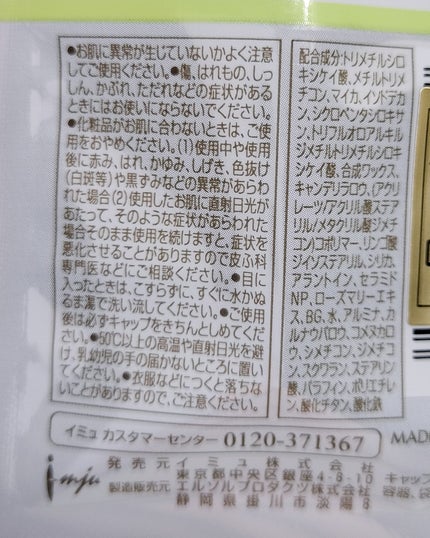 ●お肌に異常が生じていないかよく注意
してご使用ください。●傷、はれもの、しっ
しん、かぶれ、ただれなどの症状がある
ときにはお使いにならないでください。
●化粧品がお肌に合わないときは、ご使
用をおやめください。(1)使用中や使用
後に赤み、はれ、かゆみ、しげき、色抜け
(白斑等)や黒ずみなどの異常があらわ
れた場合(2)使用したお肌に直射日光が
あたって、そのような症状があらわれた
場合そのまま使用を続けますと、症状を
悪化させることがありますので皮ふ科
専門医などにご相談ください。●目に
入ったときは、こすらずに、すぐに水かぬ
るま湯で洗い流してください。●ご使用
後は必ずキャップをきちんとしめてくだ
さい。●50℃以上の高温や直射日光を避
け、乳幼児の手の届かないところに置い
てください。●衣服などにつくと落ちな
いことがありますので、ご注意ください。
配合成分:トリメチルシロ
キシケイ酸、メチルトリメ
チコン、マイカ、イソドデカ
ン、シクロペンタシロキサ
ン、トリフルオロアルキル
ジメチルトリメチルシロキ
シケイ酸、合成ワックス、
キャンデリラロウ、(アクリ
レーツ/アクリル酸ステア
リル/メタクリル酸ジメチ
コン)コポリマー、リンゴ酸
ジイソステアリル、シリカ、
アラントイン、セラミド
NP、ローズマリーエキ
ス、BG、水、アルミナ、カ
ルナウバロウ、コメヌカロ
ウ、シメチコン、ジメチコ
ン、スクワラン、ステアリン
酸、パラフィン、ポリエチレ
ン、酸化チタン、酸化鉄
イミュ カスタマーセンター 0120-371367
MADE
imju
発売元 イミュ株式会社
東京都中央区銀座4-8-10
製造販売元 エルソルプロダクツ株式会社
静岡県掛川市淡陽8
キャップ
容器、袋